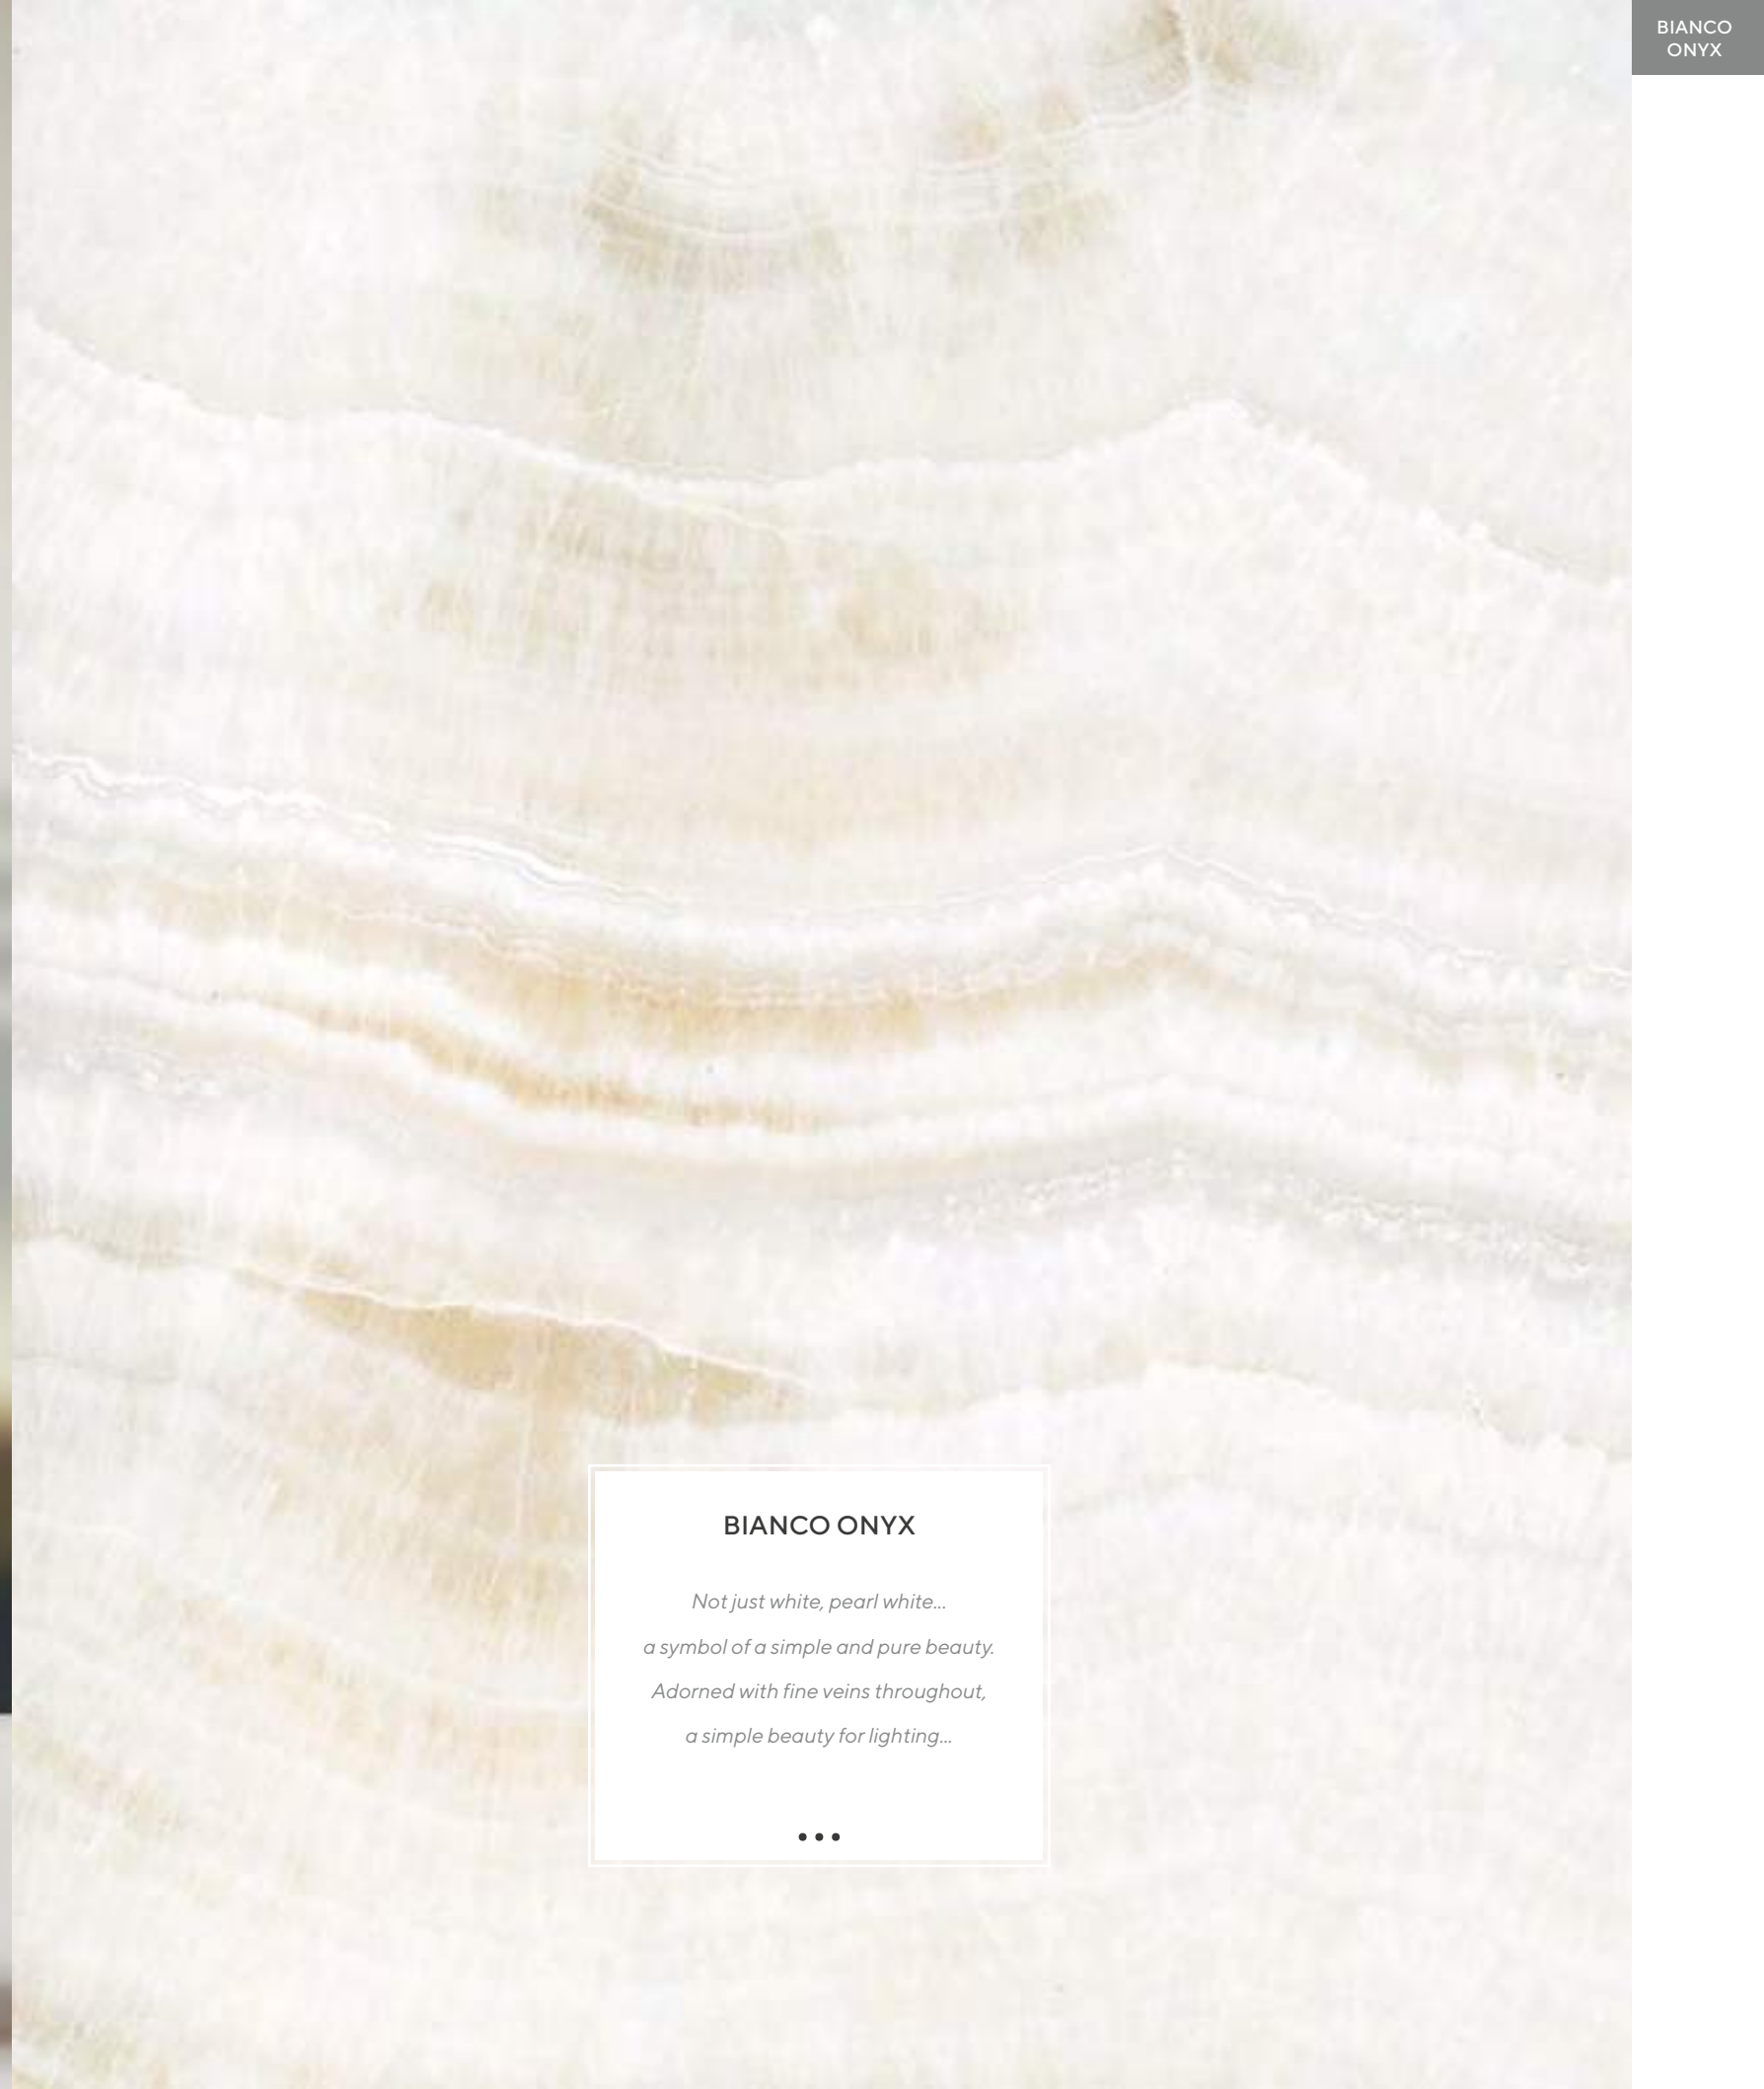 BIANCO
ONYX
BIANCO ONYX
Not just white, pearl white...
a symbol of a simple and pure beauty.
Adorned with fine veins throughout,
a simple beauty for lighting...